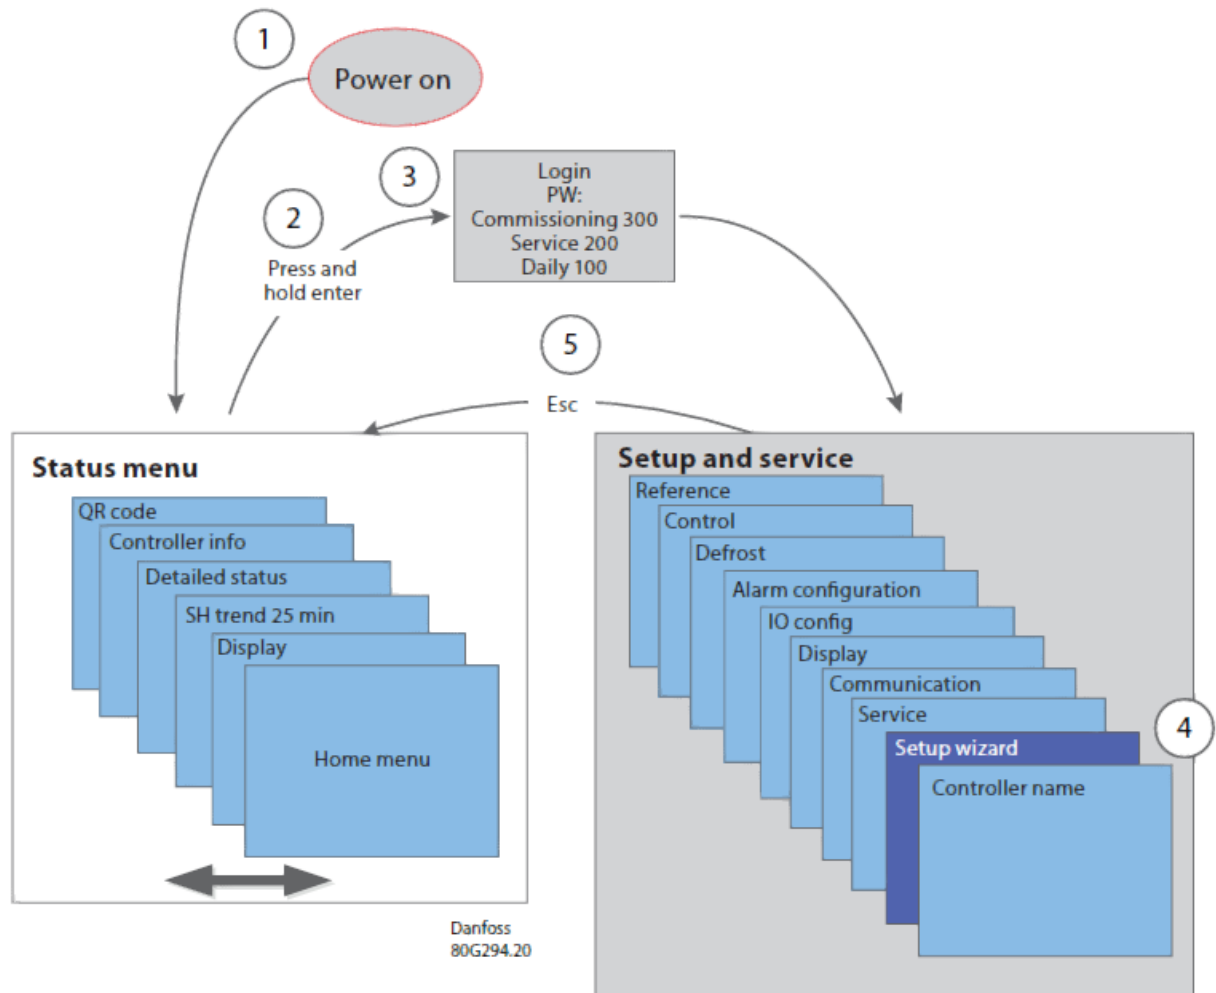 1
Power on
3
Login
PW:
Commissioning 300
Service 200
Daily 100
2
Press and
hold enter
5
Esc
Status menu
QR code
Controller info
Detailed status
SH trend 25 min
Display
Home menu
Danfoss
80G294.20
Setup and service
Reference
Control
Defrost
Alarm configuration
IO config
Display
Communication
Service
4
Setup wizard
Controller name